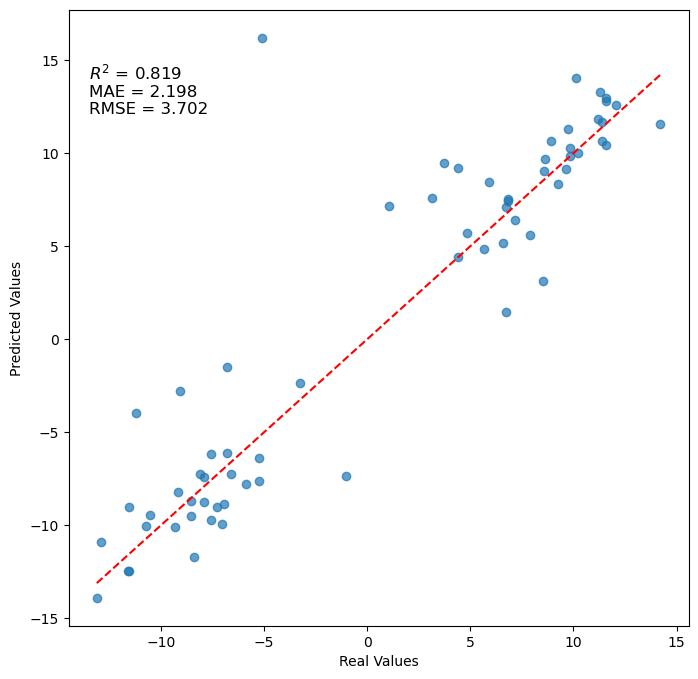 R² = 0.819
MAE = 2.198
RMSE = 3.702
Predicted Values
15
10
5
0
−5
−10
−15
−10
−5
0
5
10
15
Real Values